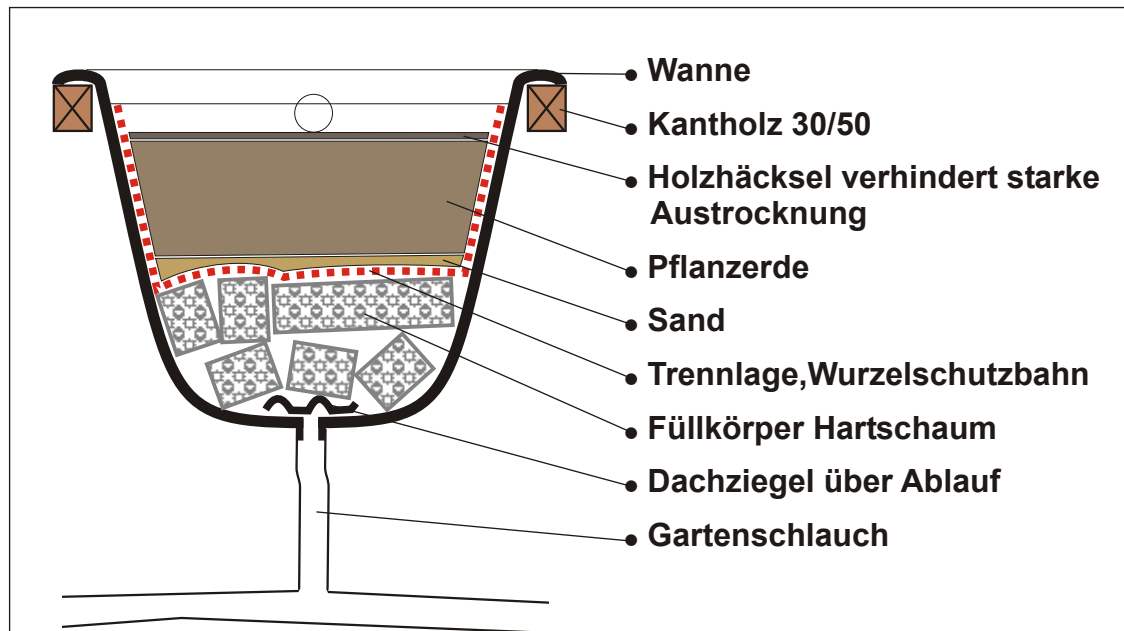 Wanne
Kantholz 30/50
Holzhäcksel verhindert starke
Austrocknung
Pflanzerde
Sand
Trennlage,Wurzelschutzbahn
Füllkörper Hartschaum
Dachziegel über Ablauf
Gartenschlauch